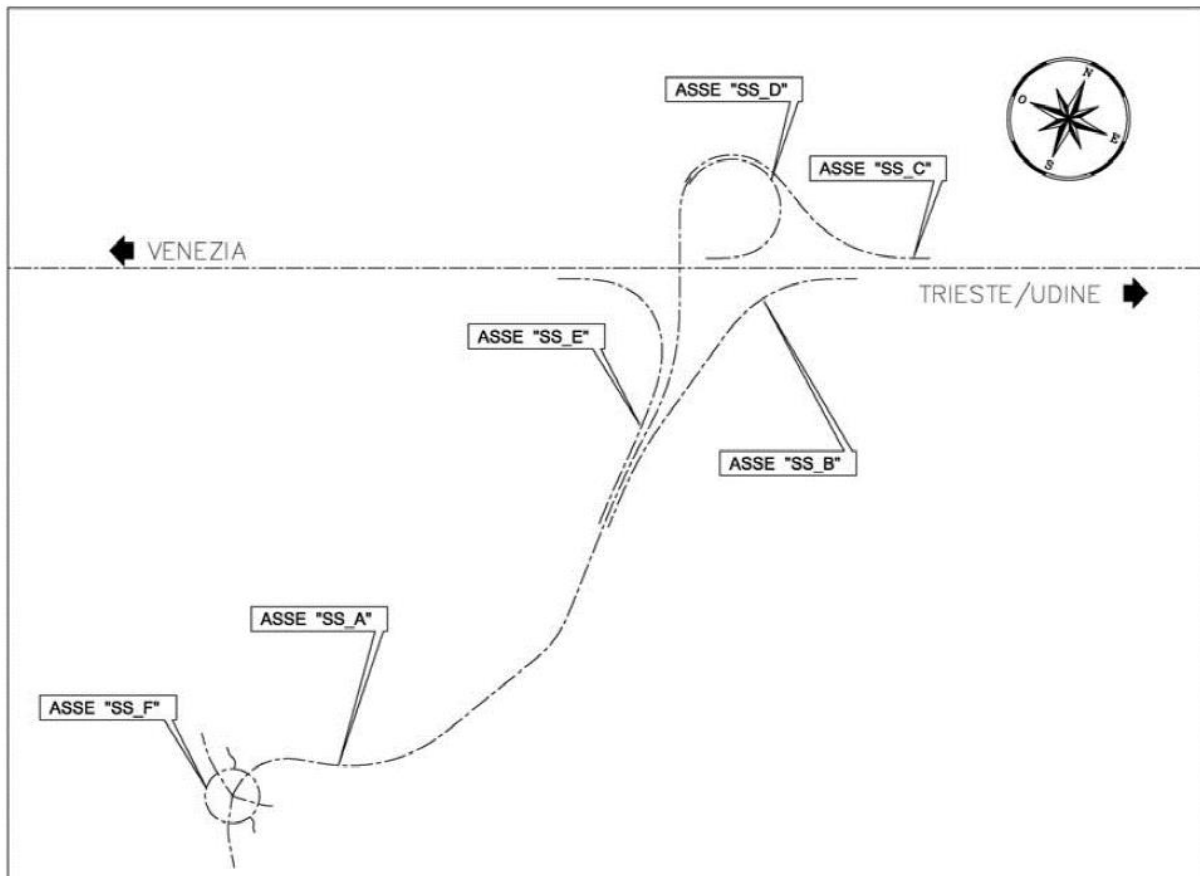 ASSE "SS_D"
N
O
E
S
ASSE "SS_C"
VENEZIA
TRIESTE/UDINE
ASSE "SS_E"
ASSE "SS_B"
ASSE "SS_A"
ASSE "SS_F"